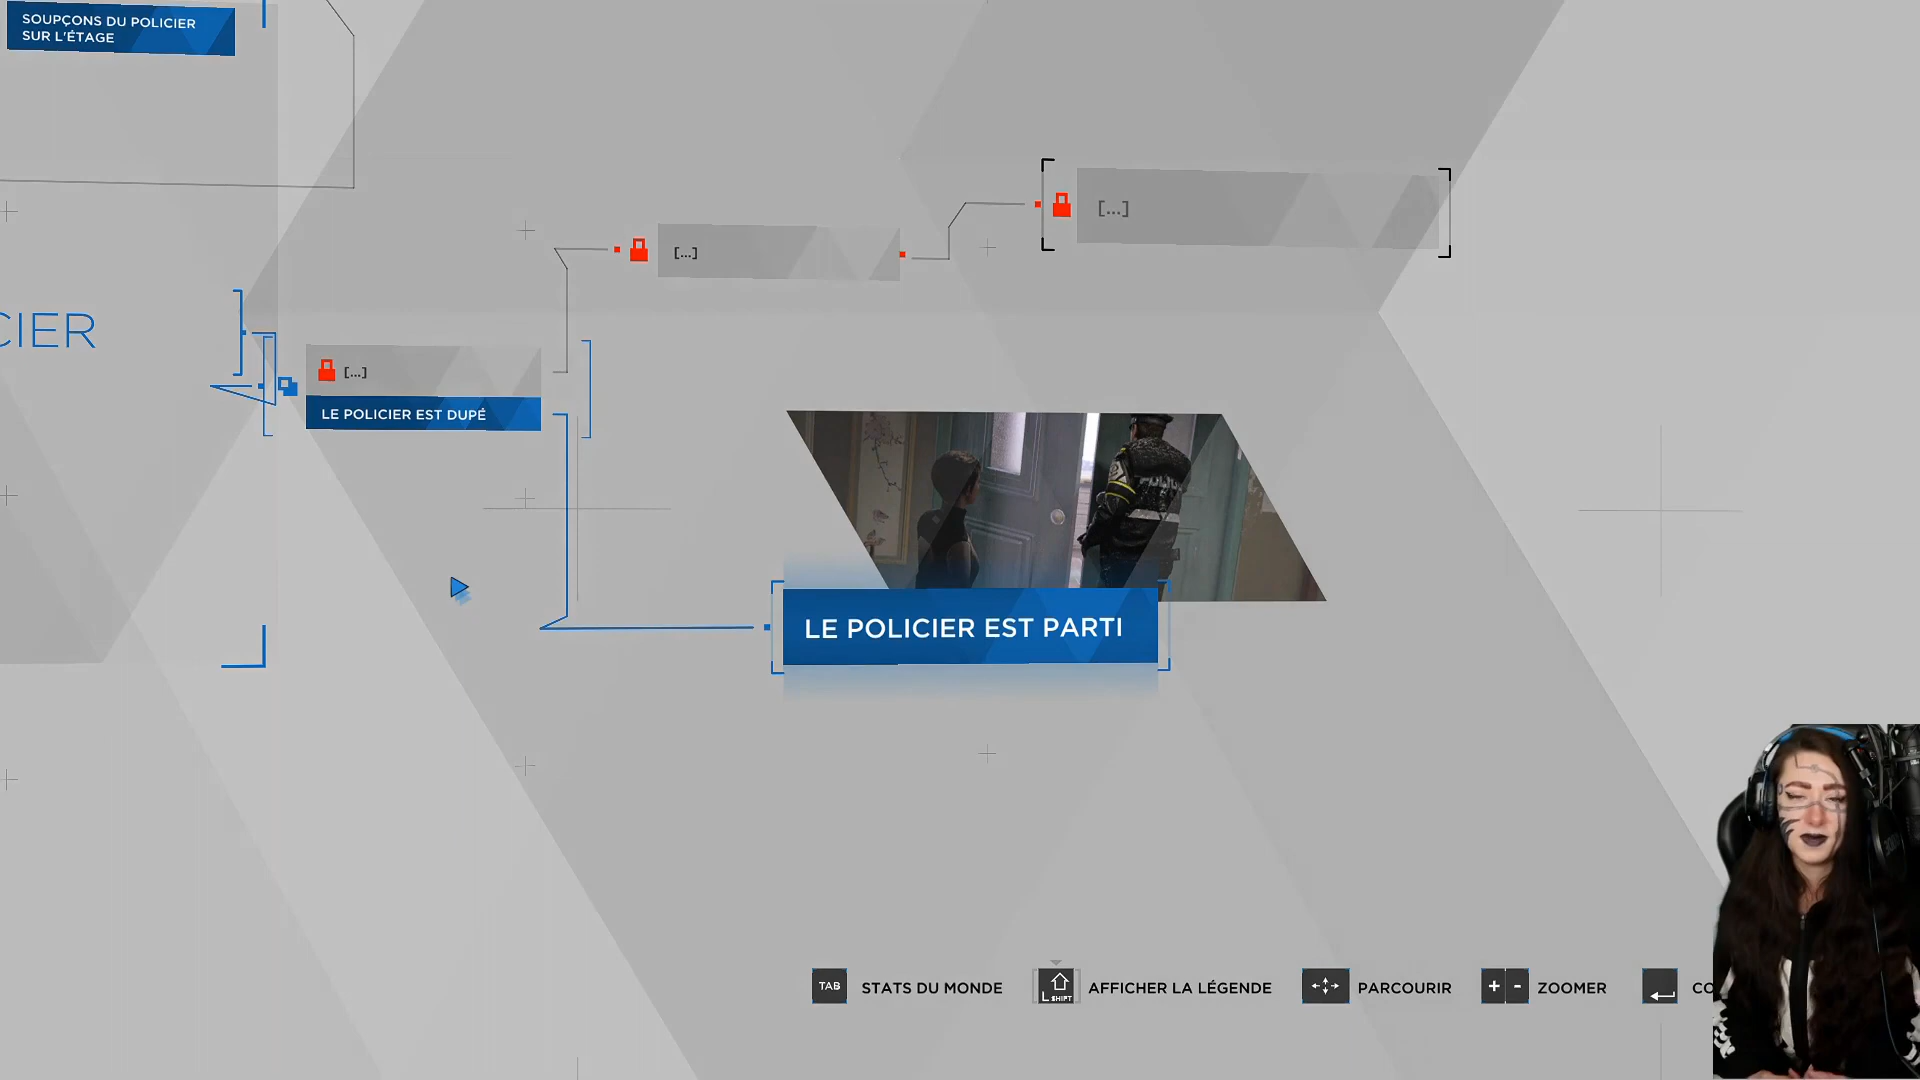 SOUPÇONS DU POLICIER
SUR L'ÉTAGE
[...]
[...]
CIER
[...]
LE POLICIER EST DUPÉ
LE POLICIER EST PARTI
TAB STATS DU MONDE
L SHIFT AFFICHER LA LÉGENDE
PARCOURIR
+ - ZOOMER
CO